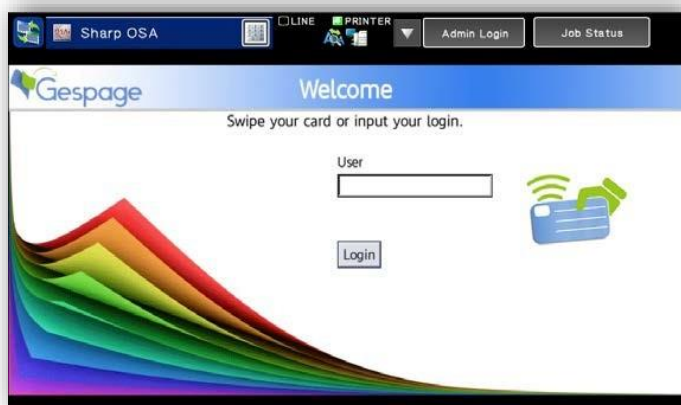 Sharp OSA
LINE PRINTER
Admin Login
Job Status
Gespage
Welcome
Swipe your card or input your login.
User
Login